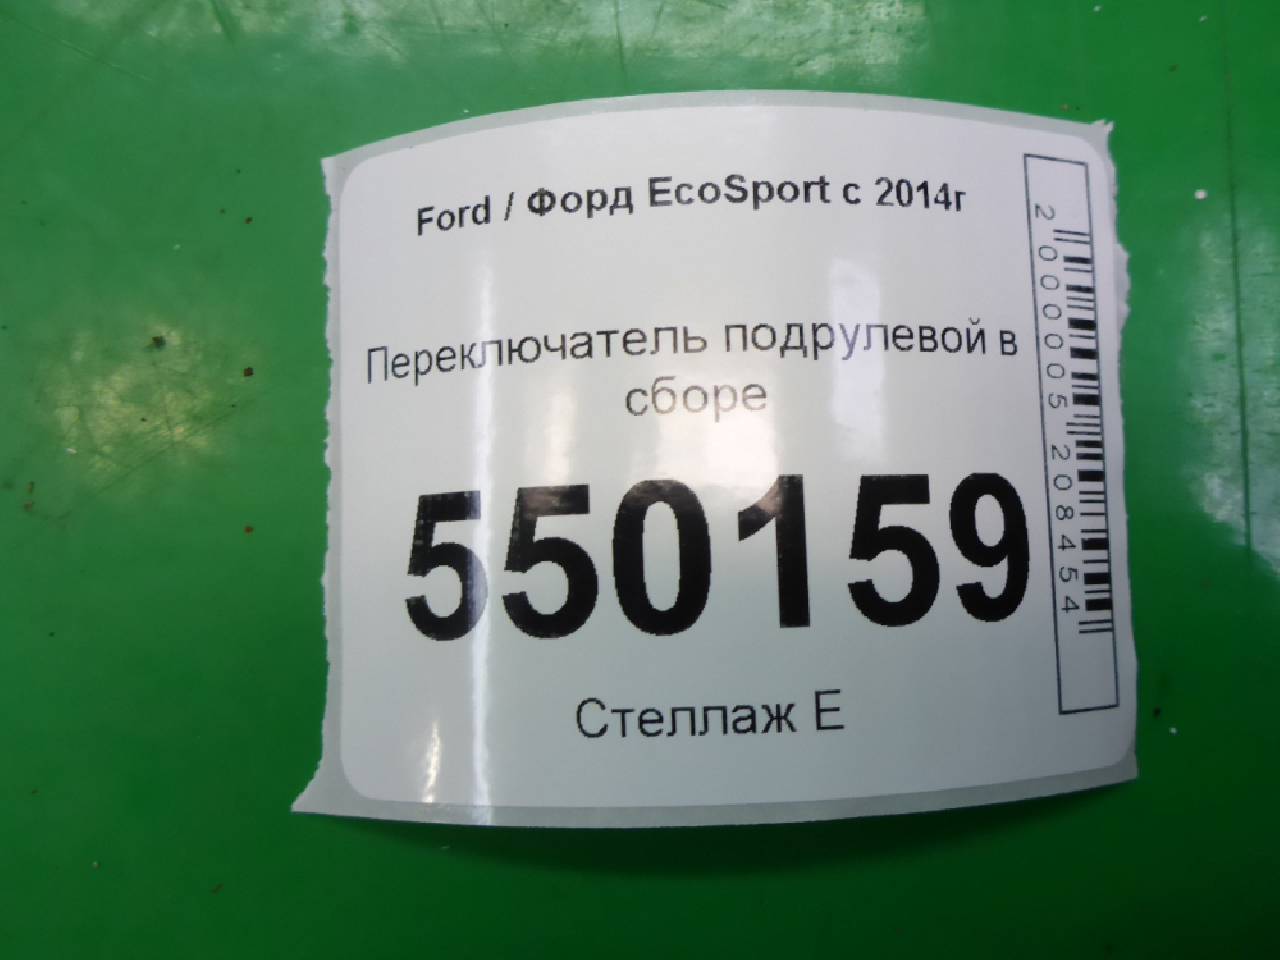 Ford / Форд EcoSport с 2014г
Переключатель подрулевой в
сборе
550159
Стеллаж Е
2000005208454